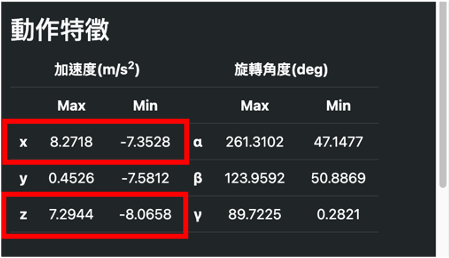 動作特徵
加速度(m/s²) 旋轉角度(deg)
Max Min Max Min
x 8.2718 -7.3528 α 261.3102 47.1477
y 0.4526 -7.5812 β 123.9592 50.8869
z 7.2944 -8.0658 γ 89.7225 0.2821